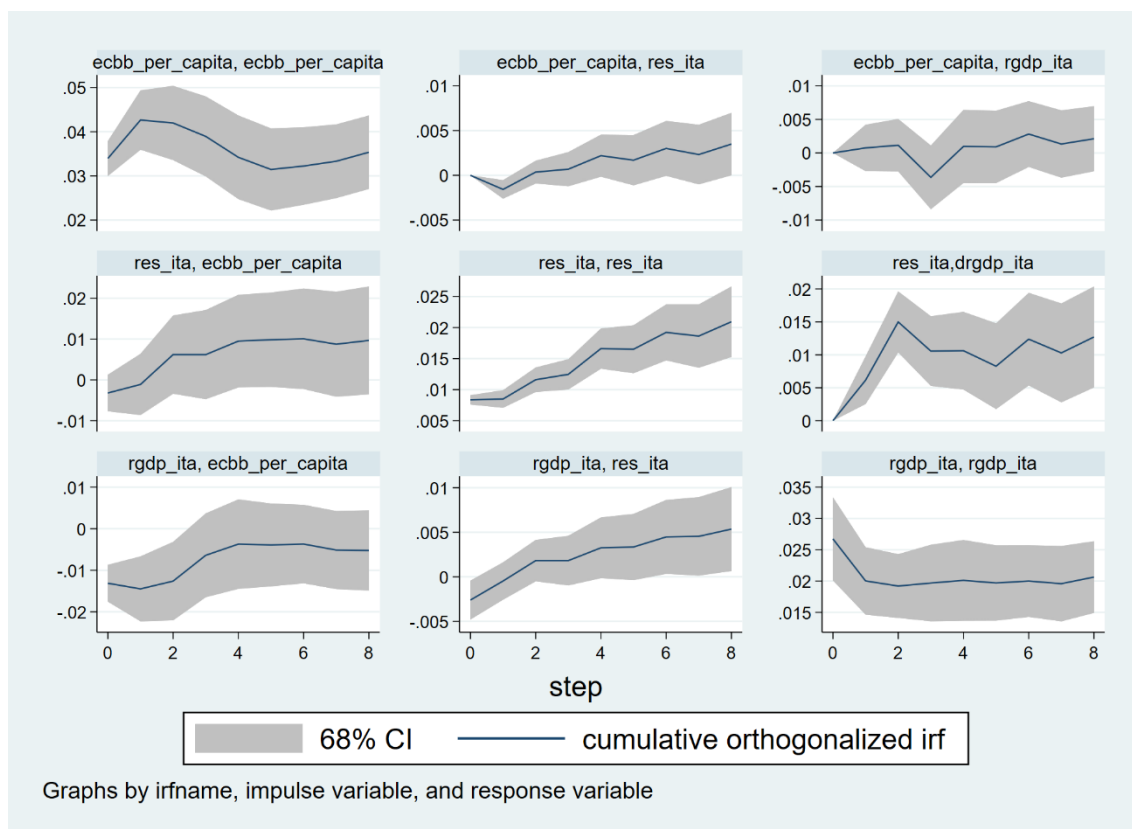 ecbb_per_capita, ecbb_per_capita
ecbb_per_capita, res_ita
ecbb_per_capita, rgdp_ita
.05
.04
.03
.02
.01
.005
0
-.005
.01
.005
0
-.005
-.01
res_ita, ecbb_per_capita
res_ita, res_ita
res_ita,drgdp_ita
.02
.01
0
-.01
.025
.02
.015
.01
.005
.02
.015
.01
.005
0
rgdp_ita, ecbb_per_capita
rgdp_ita, res_ita
rgdp_ita, rgdp_ita
.01
0
-.01
-.02
.01
.005
0
-.005
.035
.03
.025
.02
.015
0 2 4 6 8
0 2 4 6 8
0 2 4 6 8
step
68% CI
cumulative orthogonalized irf
Graphs by irfname, impulse variable, and response variable